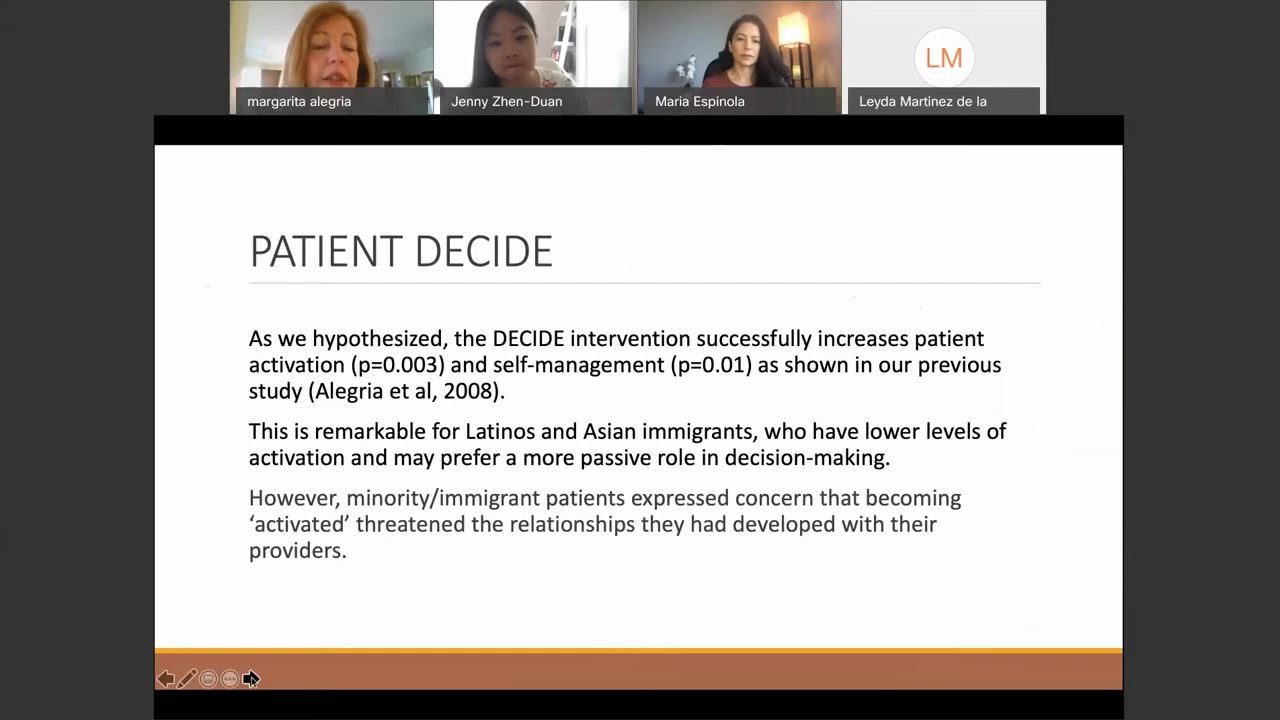 LM
margarita alegria
Jenny Zhen-Duan
Maria Espinola
Leyda Martinez de la
PATIENT DECIDE
As we hypothesized, the DECIDE intervention successfully increases patient
activation (p=0.003) and self-management (p=0.01) as shown in our previous
study (Alegria et al, 2008).
This is remarkable for Latinos and Asian immigrants, who have lower levels of
activation and may prefer a more passive role in decision-making.
However, minority/immigrant patients expressed concern that becoming
‘activated’ threatened the relationships they had developed with their
providers.